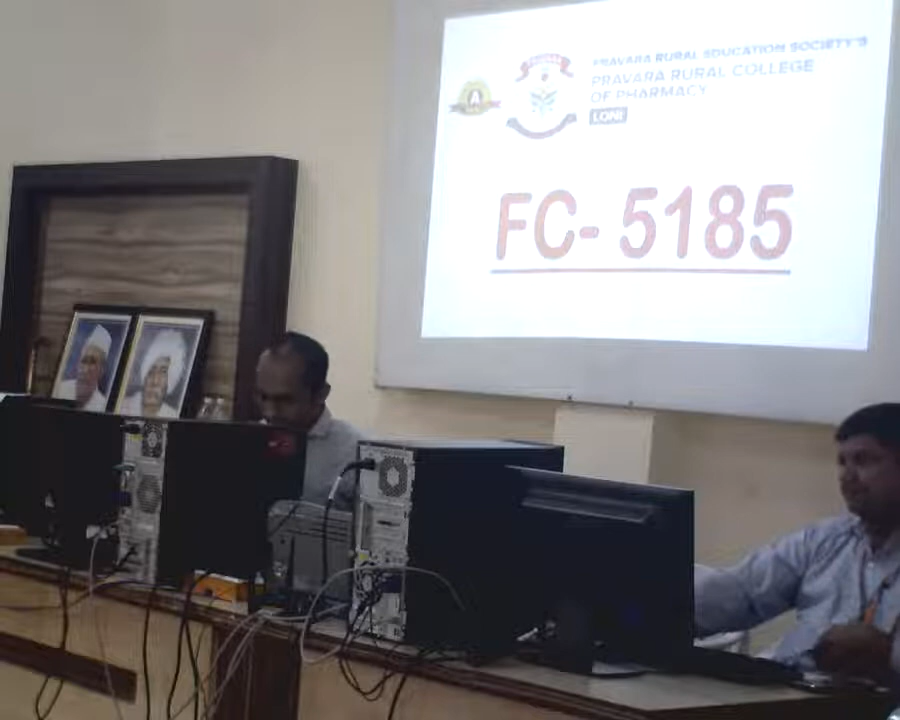 PRAVARA RURAL EDUCATION SOCIETY'S
PRAVARA RURAL COLLEGE
OF PHARMACY
LONI
A
FC- 5185